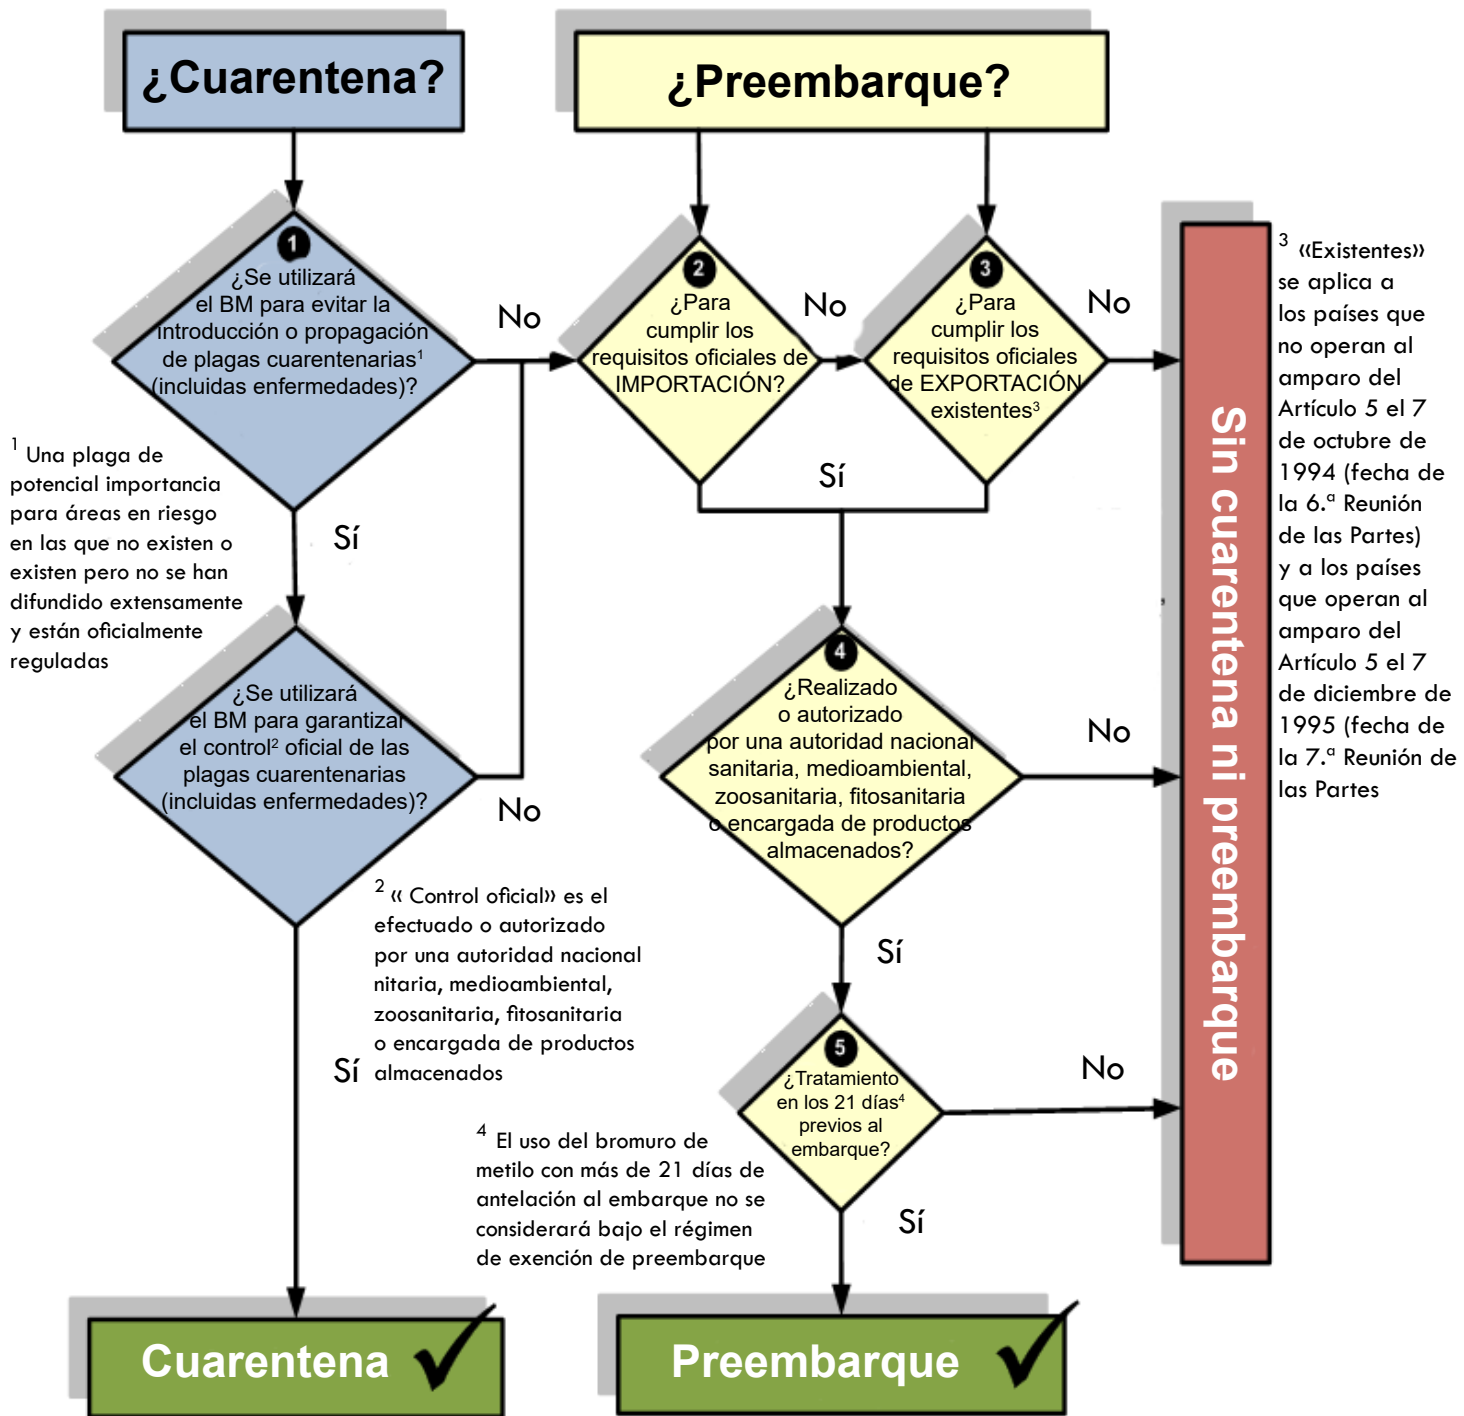 ¿Cuarentena?
¿Preembarque?
1
¿Se utilizará
el BM para evitar la
introducción o propagación
de plagas cuarentenarias¹
(incluidas enfermedades)?
No
2
¿Para
cumplir los
requisitos oficiales de
IMPORTACIÓN?
No
3
¿Para
cumplir los
requisitos oficiales
de EXPORTACIÓN
existentes³
No
Sí
Sí
1 Una plaga de
potencial importancia
para áreas en riesgo
en las que no existen o
existen pero no se han
difundido extensamente
y están oficialmente
reguladas
¿Se utilizará
el BM para garantizar
el control² oficial de las
plagas cuarentenarias
(incluidas enfermedades)?
No
Sí
2 « Control oficial» es el
efectuado o autorizado
por una autoridad nacional
nitaria, medioambiental,
zoosanitaria, fitosanitaria
o encargada de productos
almacenados
4
¿Realizado
o autorizado
por una autoridad nacional
sanitaria, medioambiental,
zoosanitaria, fitosanitaria
o encargada de productos
almacenados?
No
Sí
5
¿Tratamiento
en los 21 días⁴
previos al
embarque?
No
Sí
4 El uso del bromuro de
metilo con más de 21 días de
antelación al embarque no se
considerará bajo el régimen
de exención de preembarque
Sin cuarentena ni preembarque
3 «Existentes»
se aplica a
los países que
no operan al
amparo del
Artículo 5 el 7
de octubre de
1994 (fecha de
la 6.ª Reunión
de las Partes)
y a los países
que operan al
amparo del
Artículo 5 el 7
de diciembre de
1995 (fecha de
la 7.ª Reunión de
las Partes
Cuarentena
Preembarque